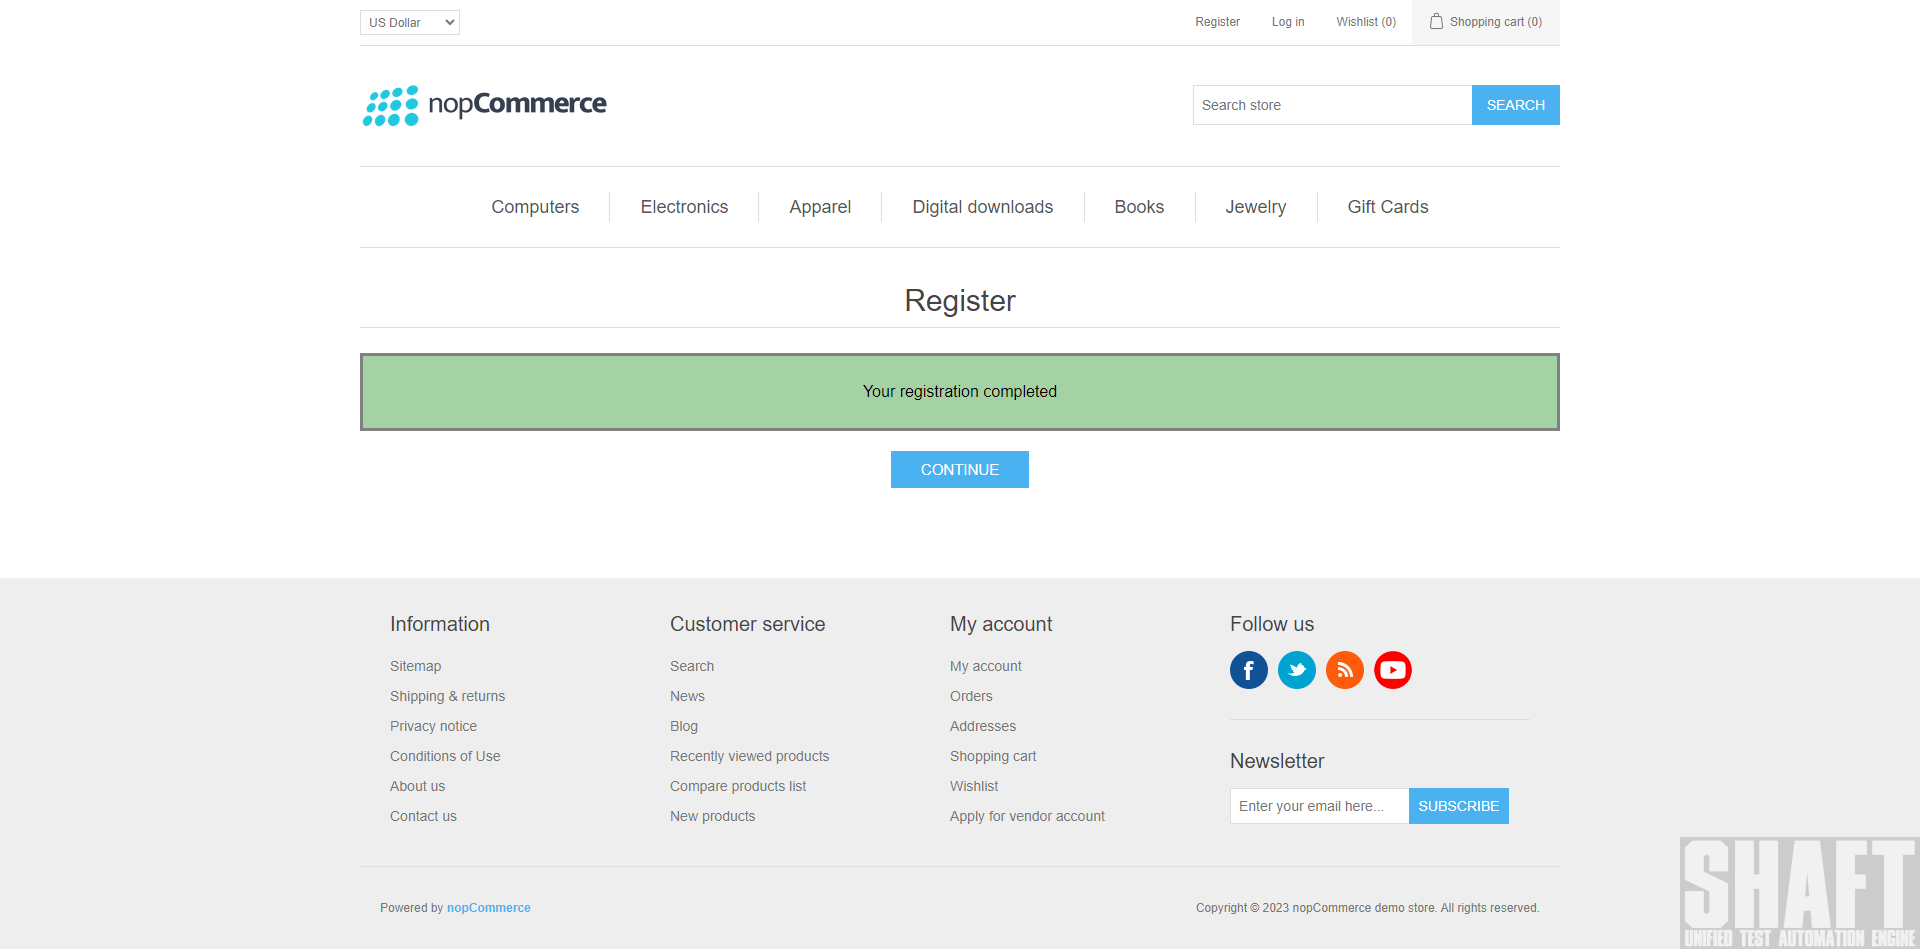 US Dollar
Register
Log in
Wishlist (0)
Shopping cart (0)
nopCommerce
Search store
SEARCH
Computers
Electronics
Apparel
Digital downloads
Books
Jewelry
Gift Cards
Register
Your registration completed
CONTINUE
Information
Sitemap
Shipping & returns
Privacy notice
Conditions of Use
About us
Contact us
Customer service
Search
News
Blog
Recently viewed products
Compare products list
New products
My account
My account
Orders
Addresses
Shopping cart
Wishlist
Apply for vendor account
Follow us
Newsletter
Enter your email here...
SUBSCRIBE
Powered by nopCommerce
Copyright © 2023 nopCommerce demo store. All rights reserved.
SHAFT
UNIFIED TEST AUTOMATION ENGINE